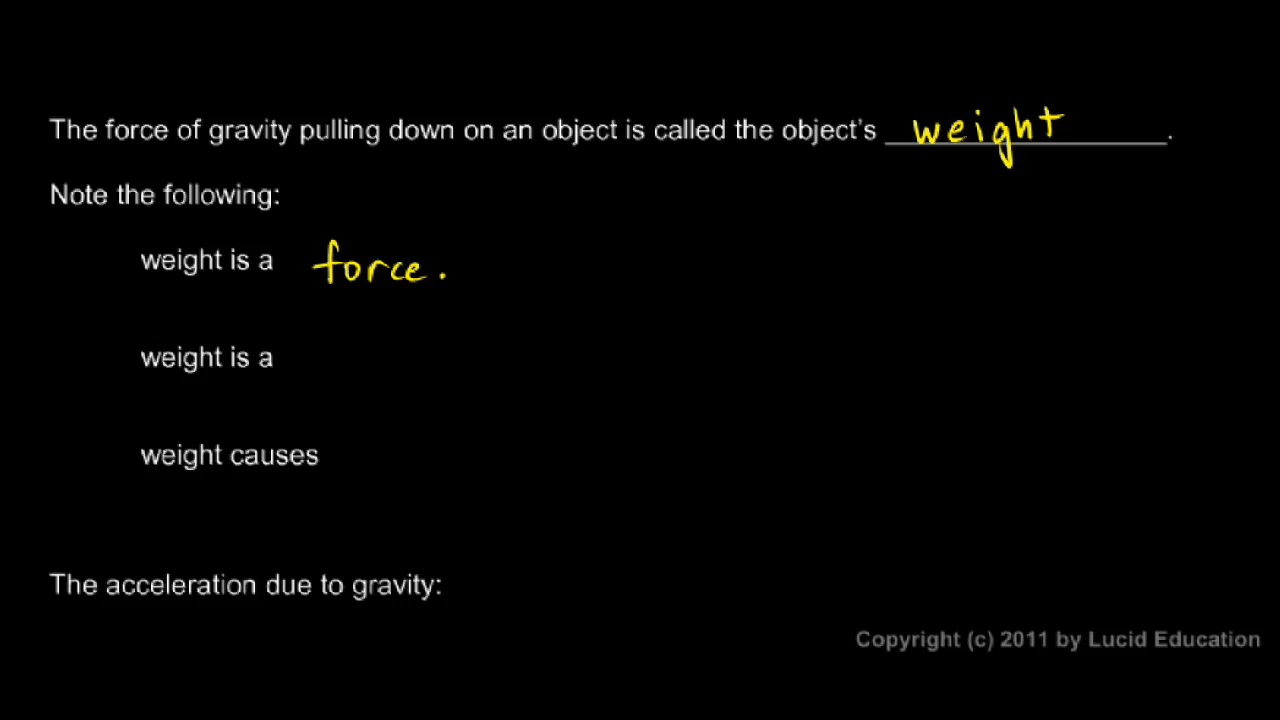 The force of gravity pulling down on an object is called the object's weight.
Note the following:
weight is a force.
weight is a
weight causes
The acceleration due to gravity:
Copyright (c) 2011 by Lucid Education